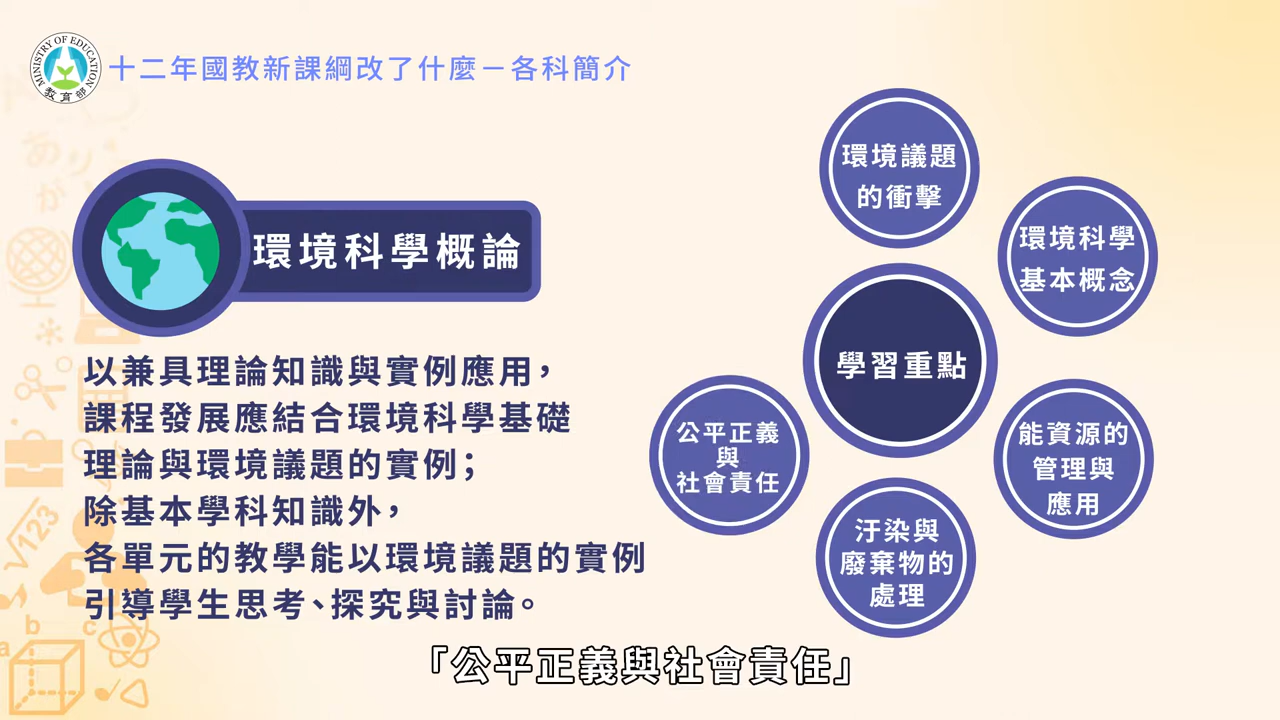 MINISTRY OF EDUCATION
教育部
十二年國教新課綱改了什麼－各科簡介
環境科學概論
以兼具理論知識與實例應用，
課程發展應結合環境科學基礎
理論與環境議題的實例；
除基本學科知識外，
各單元的教學能以環境議題的實例
引導學生思考、探究與討論。
環境議題
的衝擊
環境科學
基本概念
學習重點
能資源的
管理與
應用
汙染與
廢棄物的
處理
公平正義
與
社會責任
あ
り
が
√123
a
b
c
「公平正義與社會責任」